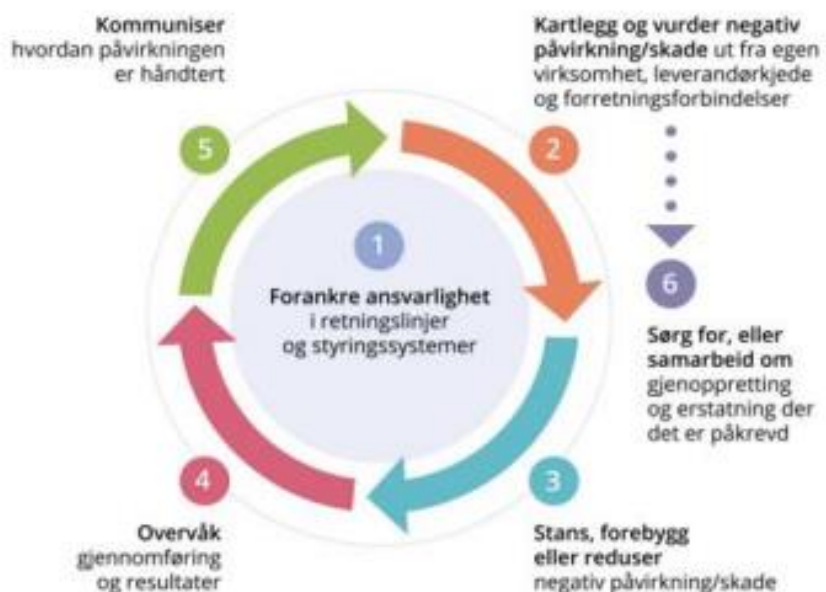 1
Forankre ansvarlighet
i retningslinjer
og styringssystemer
2
Kartlegg og vurder negativ
påvirkning/skade ut fra egen
virksomhet, leverandørkjede
og forretningsforbindelser
3
Stans, forebygg
eller reduser
negativ påvirkning/skade
4
Overvåk
gjennomføring
og resultater
5
Kommuniser
hvordan påvirkningen
er håndtert
6
Sørg for, eller
samarbeid om
gjenoppretting
og erstatning der
det er påkrevd